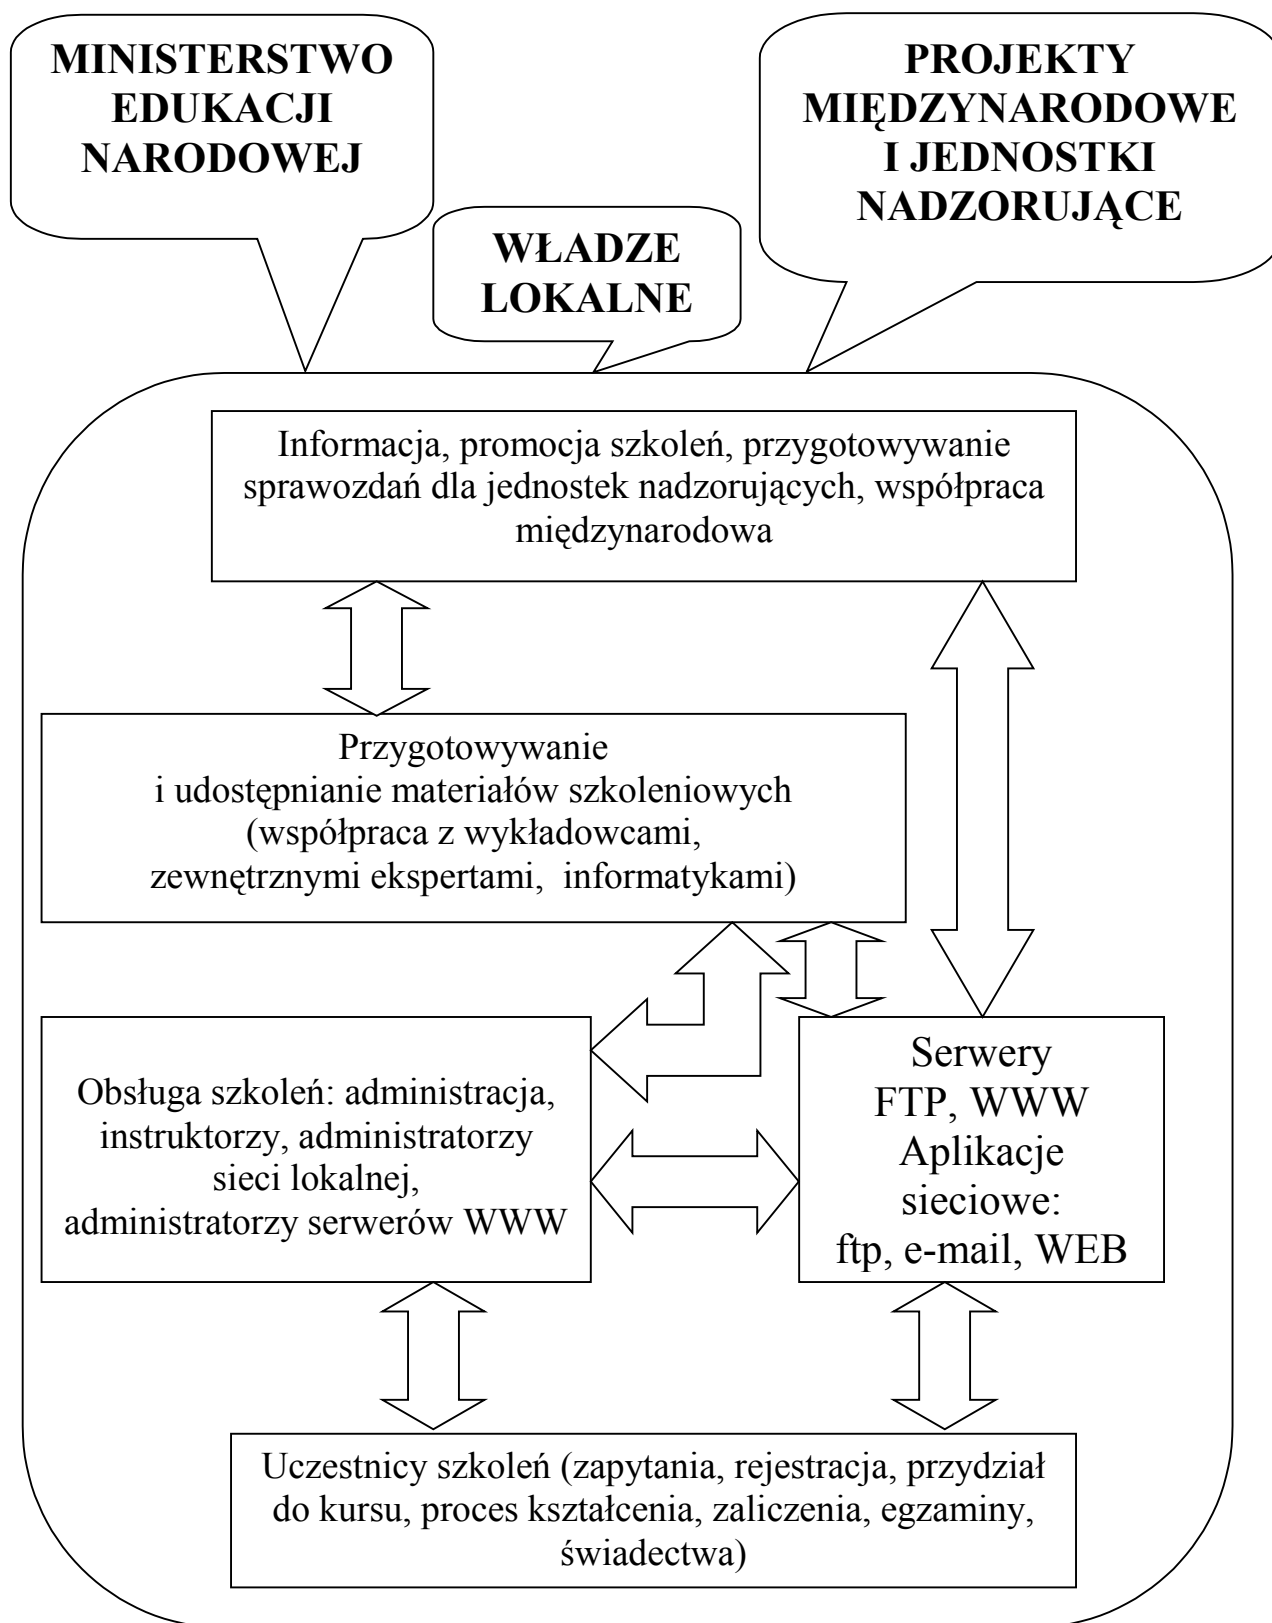 MINISTERSTWO
EDUKACJI
NARODOWEJ
PROJEKTY
MIĘDZYNARODOWE
I JEDNOSTKI
NADZORUJĄCE
WŁADZE
LOKALNE
Informacja, promocja szkoleń, przygotowywanie
sprawozdań dla jednostek nadzorujących, współpraca
międzynarodowa
Przygotowywanie
i udostępnianie materiałów szkoleniowych
(współpraca z wykładowcami,
zewnętrznymi ekspertami, informatykami)
Obsługa szkoleń: administracja,
instruktorzy, administratorzy
sieci lokalnej,
administratorzy serwerów WWW
Serwery
FTP, WWW
Aplikacje
sieciowe:
ftp, e-mail, WEB
Uczestnicy szkoleń (zapytania, rejestracja, przydział
do kursu, proces kształcenia, zaliczenia, egzaminy,
świadectwa)